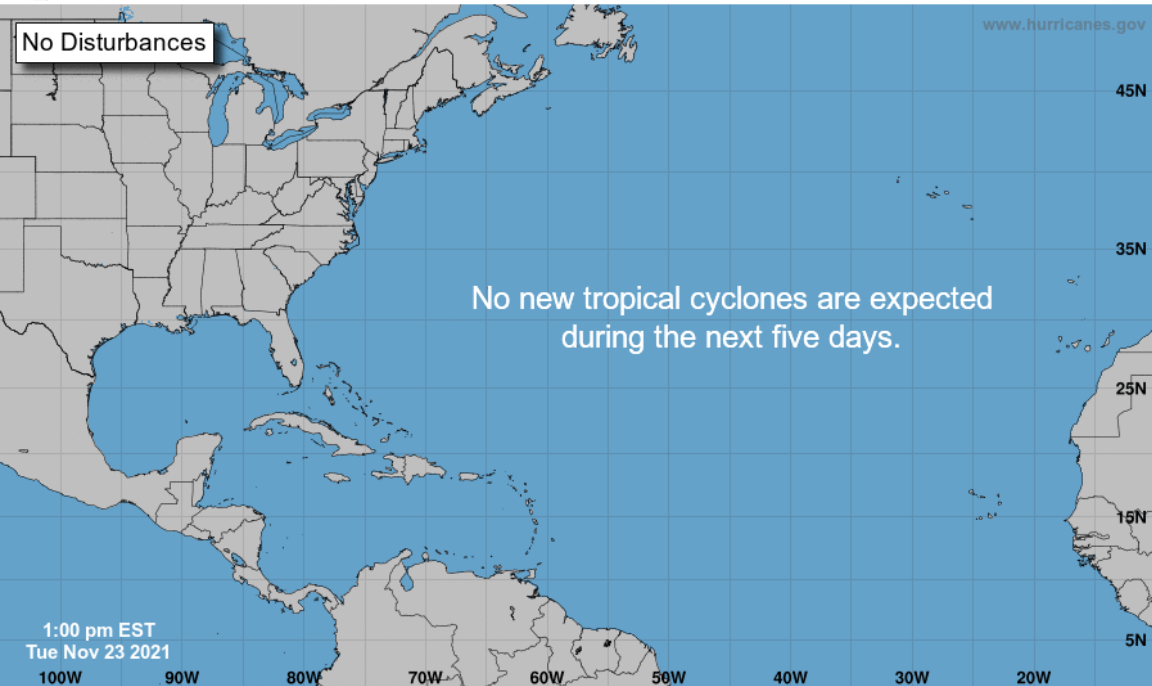 www.hurricanes.gov
No Disturbances
45N
35N
No new tropical cyclones are expected
during the next five days.
25N
15N
1:00 pm EST
Tue Nov 23 2021
5N
100W 90W 80W 70W 60W 50W 40W 30W 20W